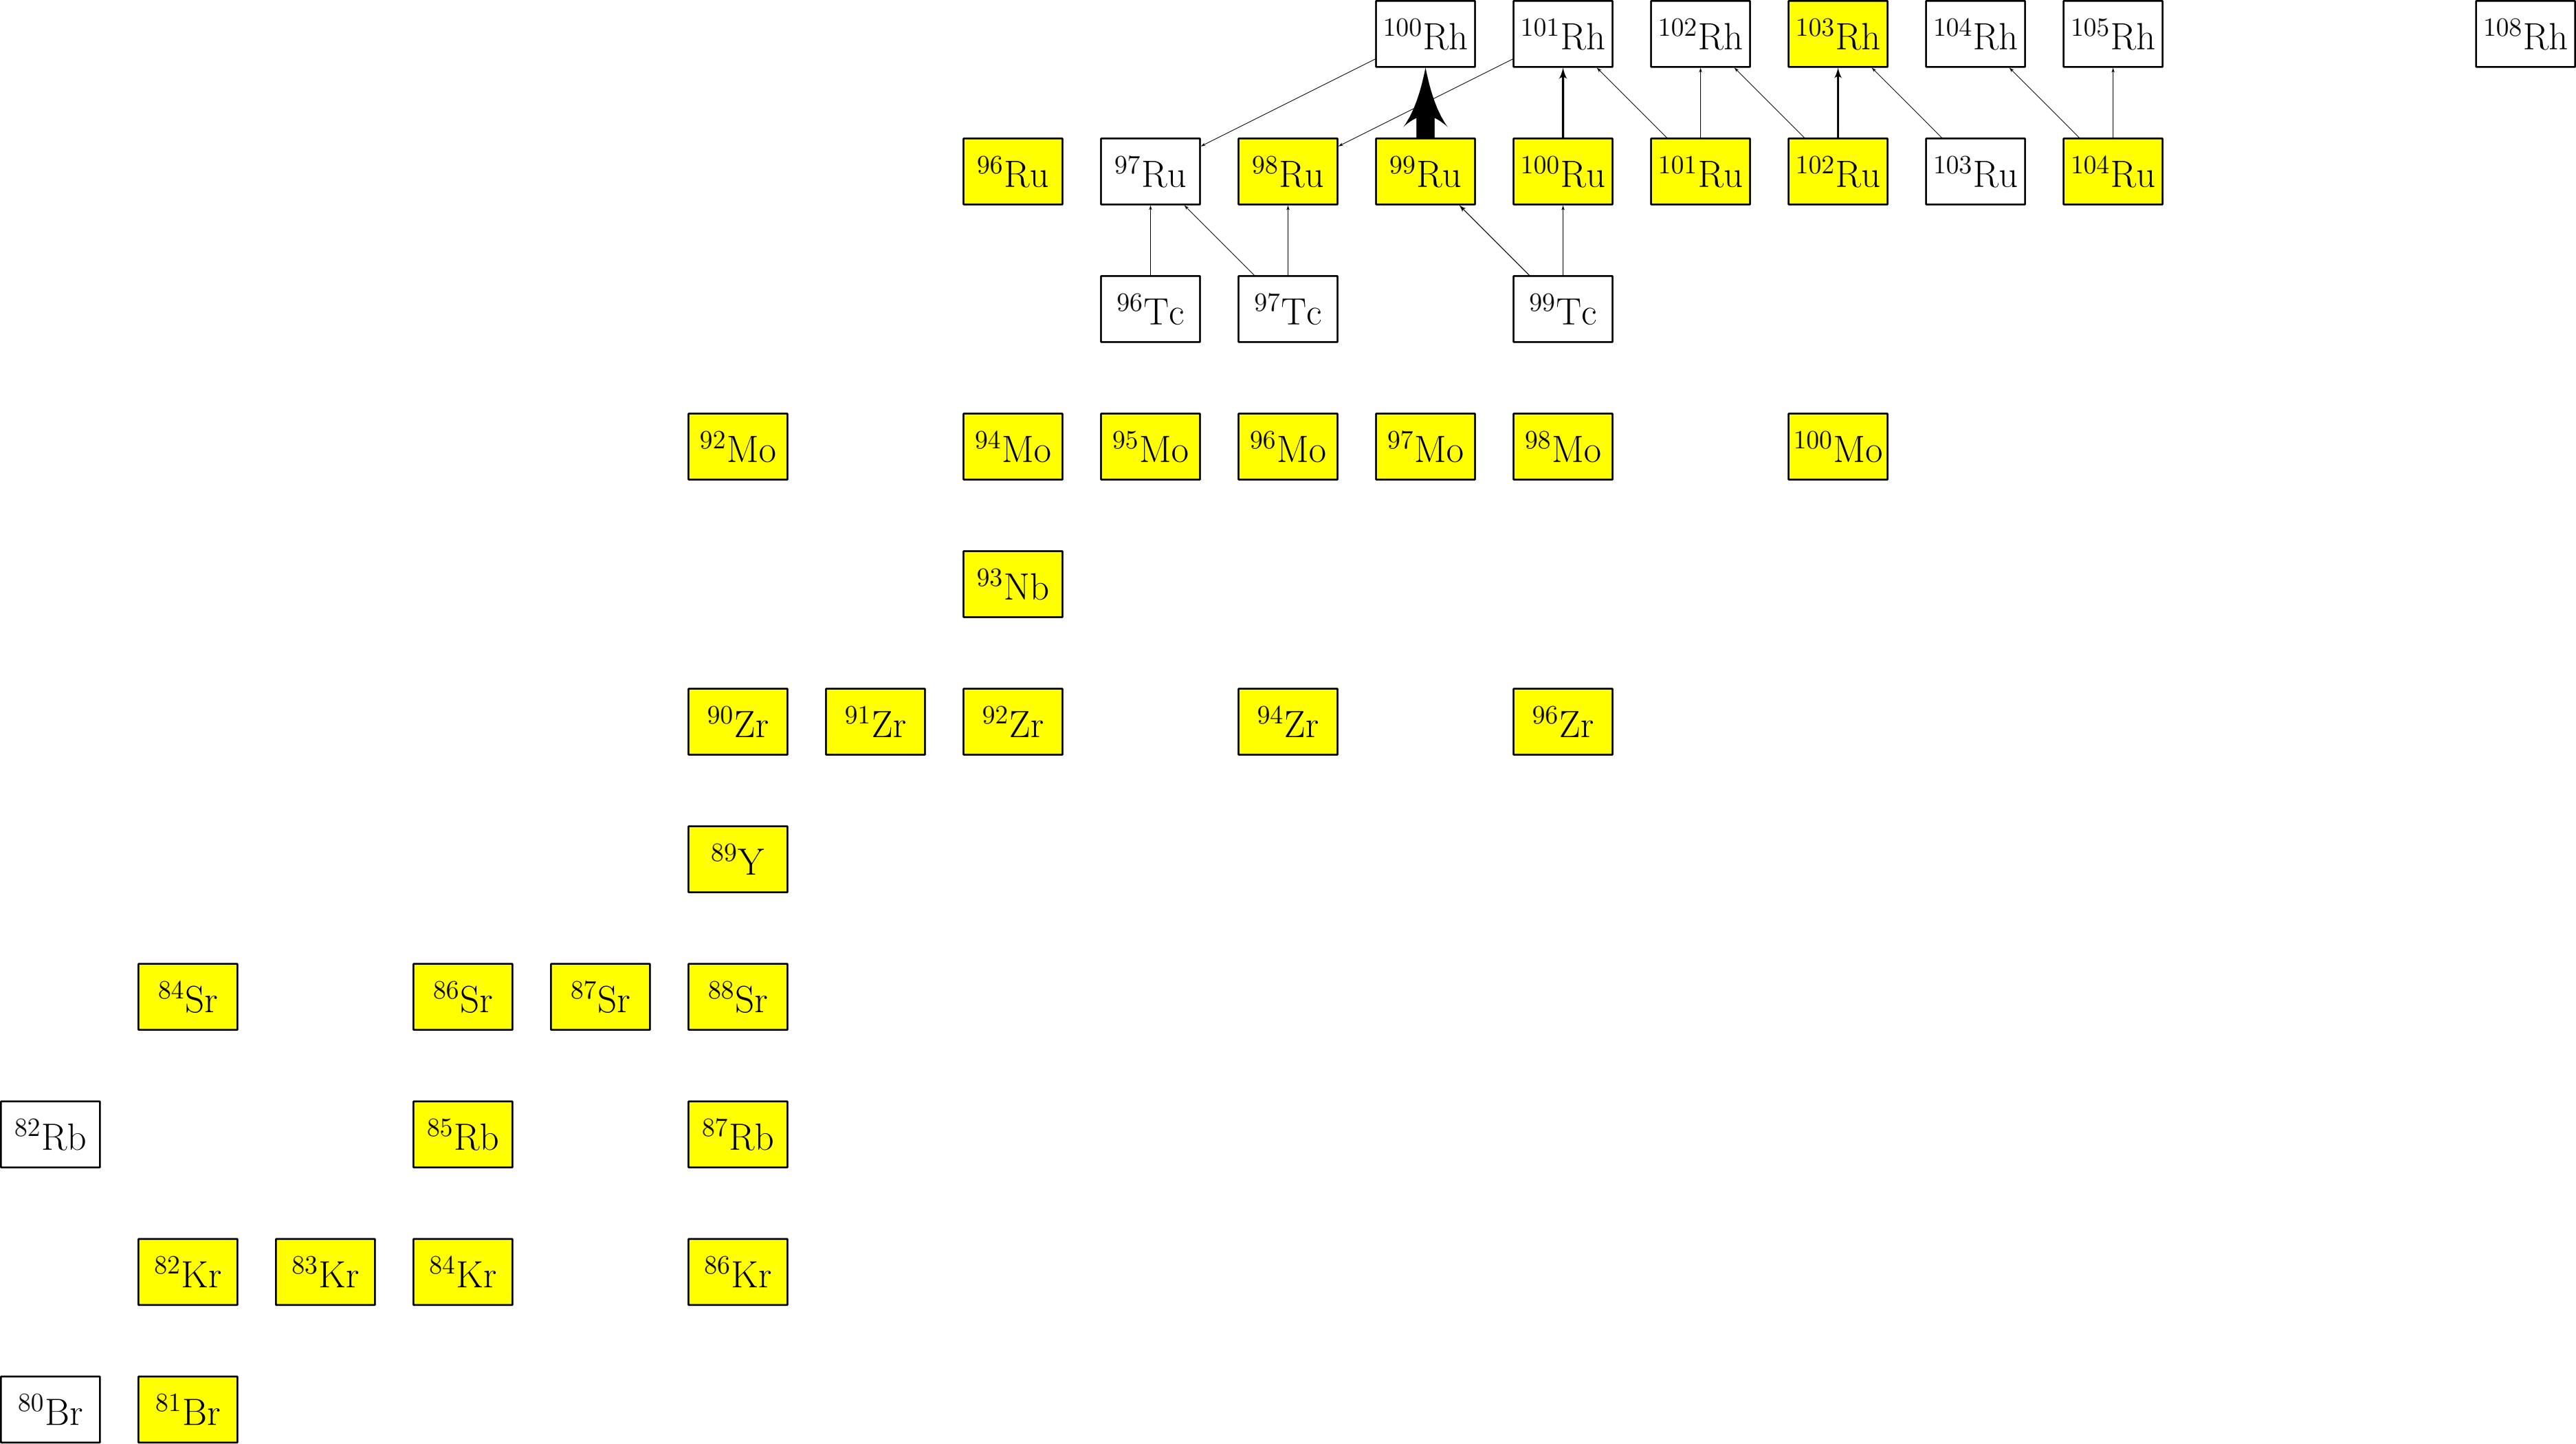 ¹⁰⁰Rh ¹⁰¹Rh ¹⁰²Rh ¹⁰³Rh ¹⁰⁴Rh ¹⁰⁵Rh ¹⁰⁸Rh
⁹⁶Ru ⁹⁷Ru ⁹⁸Ru ⁹⁹Ru ¹⁰⁰Ru ¹⁰¹Ru ¹⁰²Ru ¹⁰³Ru ¹⁰⁴Ru
⁹⁶Tc ⁹⁷Tc ⁹⁹Tc
⁹²Mo ⁹⁴Mo ⁹⁵Mo ⁹⁶Mo ⁹⁷Mo ⁹⁸Mo ¹⁰⁰Mo
⁹³Nb
⁹⁰Zr ⁹¹Zr ⁹²Zr ⁹⁴Zr ⁹⁶Zr
⁸⁹Y
⁸⁴Sr ⁸⁶Sr ⁸⁷Sr ⁸⁸Sr
⁸²Rb ⁸⁵Rb ⁸⁷Rb
⁸²Kr ⁸³Kr ⁸⁴Kr ⁸⁶Kr
⁸⁰Br ⁸¹Br